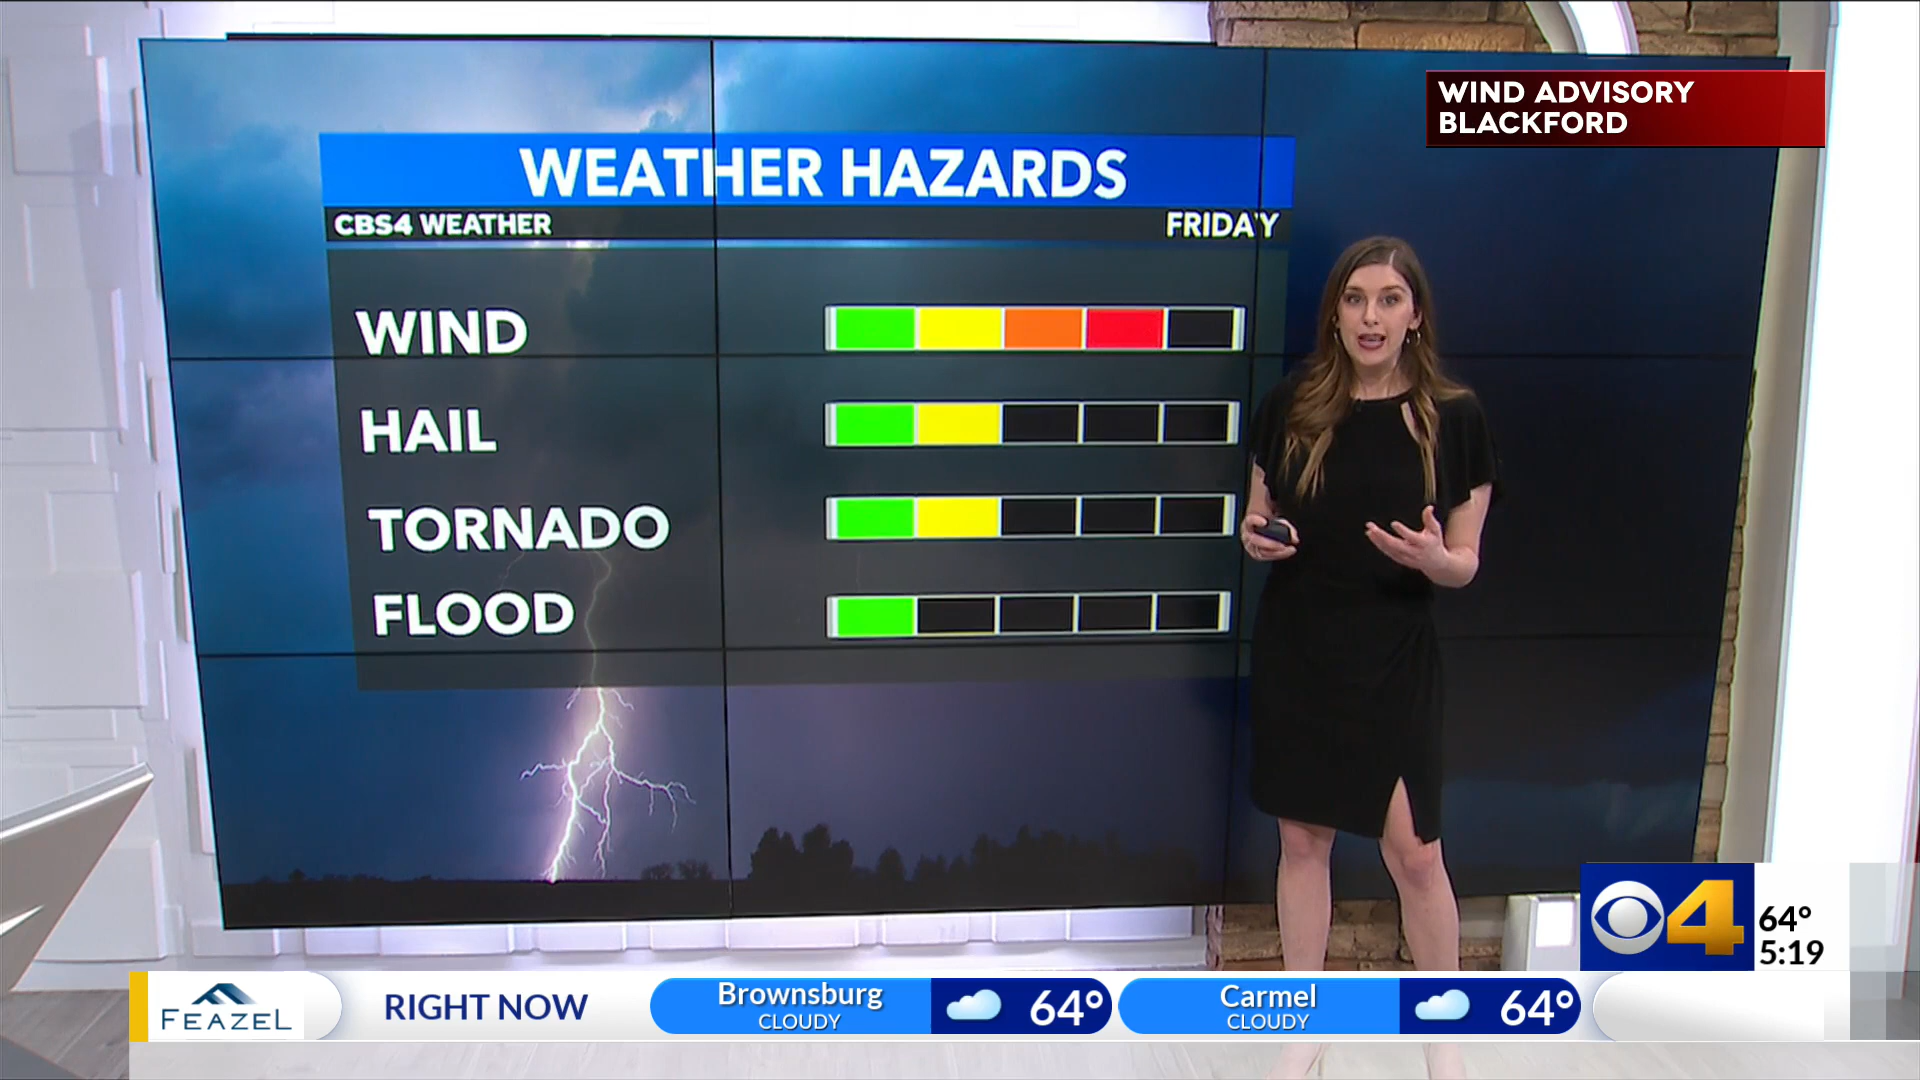 WIND ADVISORY
BLACKFORD
WEATHER HAZARDS
CBS4 WEATHER
FRIDAY
WIND
HAIL
TORNADO
FLOOD
4
64°
5:19
FEAZEL
RIGHT NOW
Brownsburg
CLOUDY
64°
Carmel
CLOUDY
64°